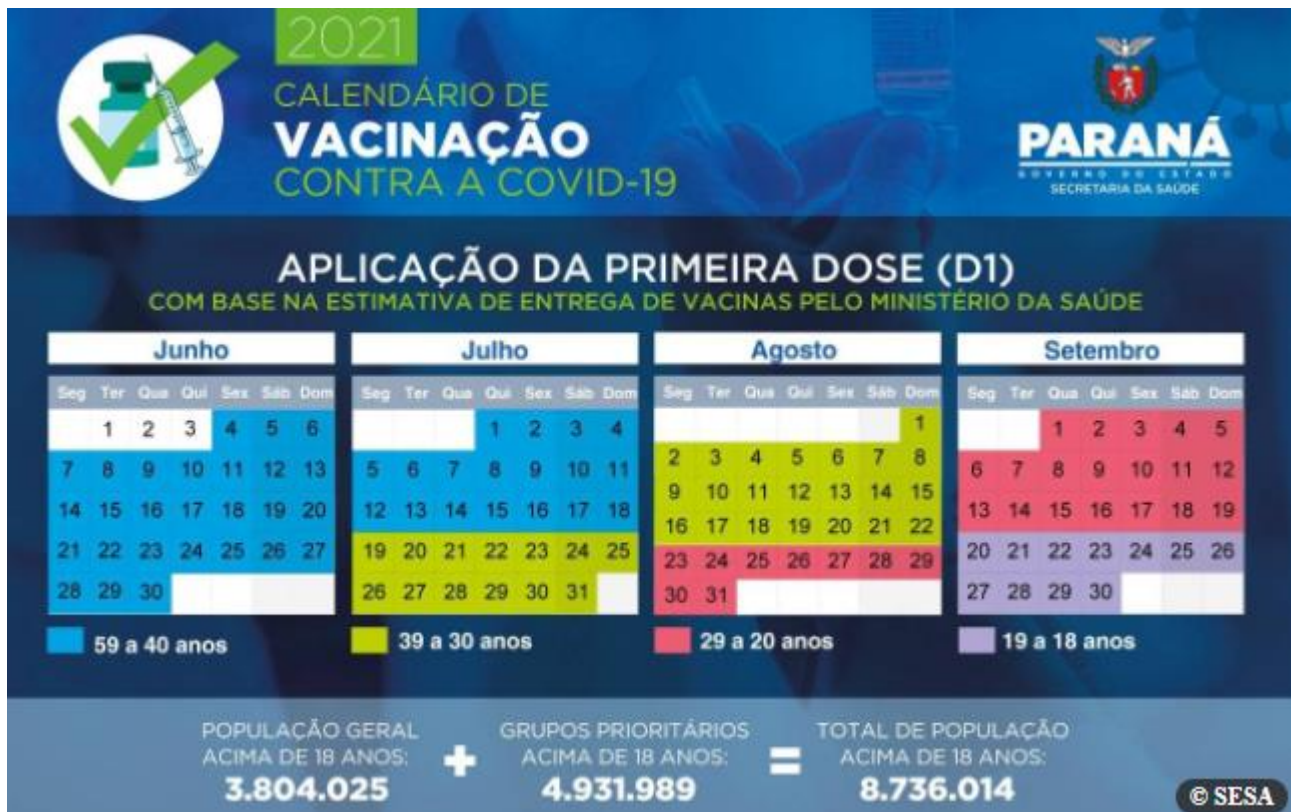 2021
CALENDÁRIO DE
VACINAÇÃO
CONTRA A COVID-19
PARANÁ
GOVERNO DO ESTADO
SECRETARIA DA SAÚDE
APLICAÇÃO DA PRIMEIRA DOSE (D1)
COM BASE NA ESTIMATIVA DE ENTREGA DE VACINAS PELO MINISTÉRIO DA SAÚDE
Junho
Seg Ter Qua Qui Sex Sáb Dom
1 2 3 4 5 6
7 8 9 10 11 12 13
14 15 16 17 18 19 20
21 22 23 24 25 26 27
28 29 30
59 a 40 anos
Julho
Seg Ter Qua Qui Sex Sáb Dom
1 2 3 4
5 6 7 8 9 10 11
12 13 14 15 16 17 18
19 20 21 22 23 24 25
26 27 28 29 30 31
39 a 30 anos
Agosto
Seg Ter Qua Qui Sex Sáb Dom
1
2 3 4 5 6 7 8
9 10 11 12 13 14 15
16 17 18 19 20 21 22
23 24 25 26 27 28 29
30 31
29 a 20 anos
Setembro
Seg Ter Qua Qui Sex Sáb Dom
1 2 3 4 5
6 7 8 9 10 11 12
13 14 15 16 17 18 19
20 21 22 23 24 25 26
27 28 29 30
19 a 18 anos
POPULAÇÃO GERAL
ACIMA DE 18 ANOS:
3.804.025
+
GRUPOS PRIORITÁRIOS
ACIMA DE 18 ANOS:
4.931.989
=
TOTAL DE POPULAÇÃO
ACIMA DE 18 ANOS:
8.736.014
© SESA